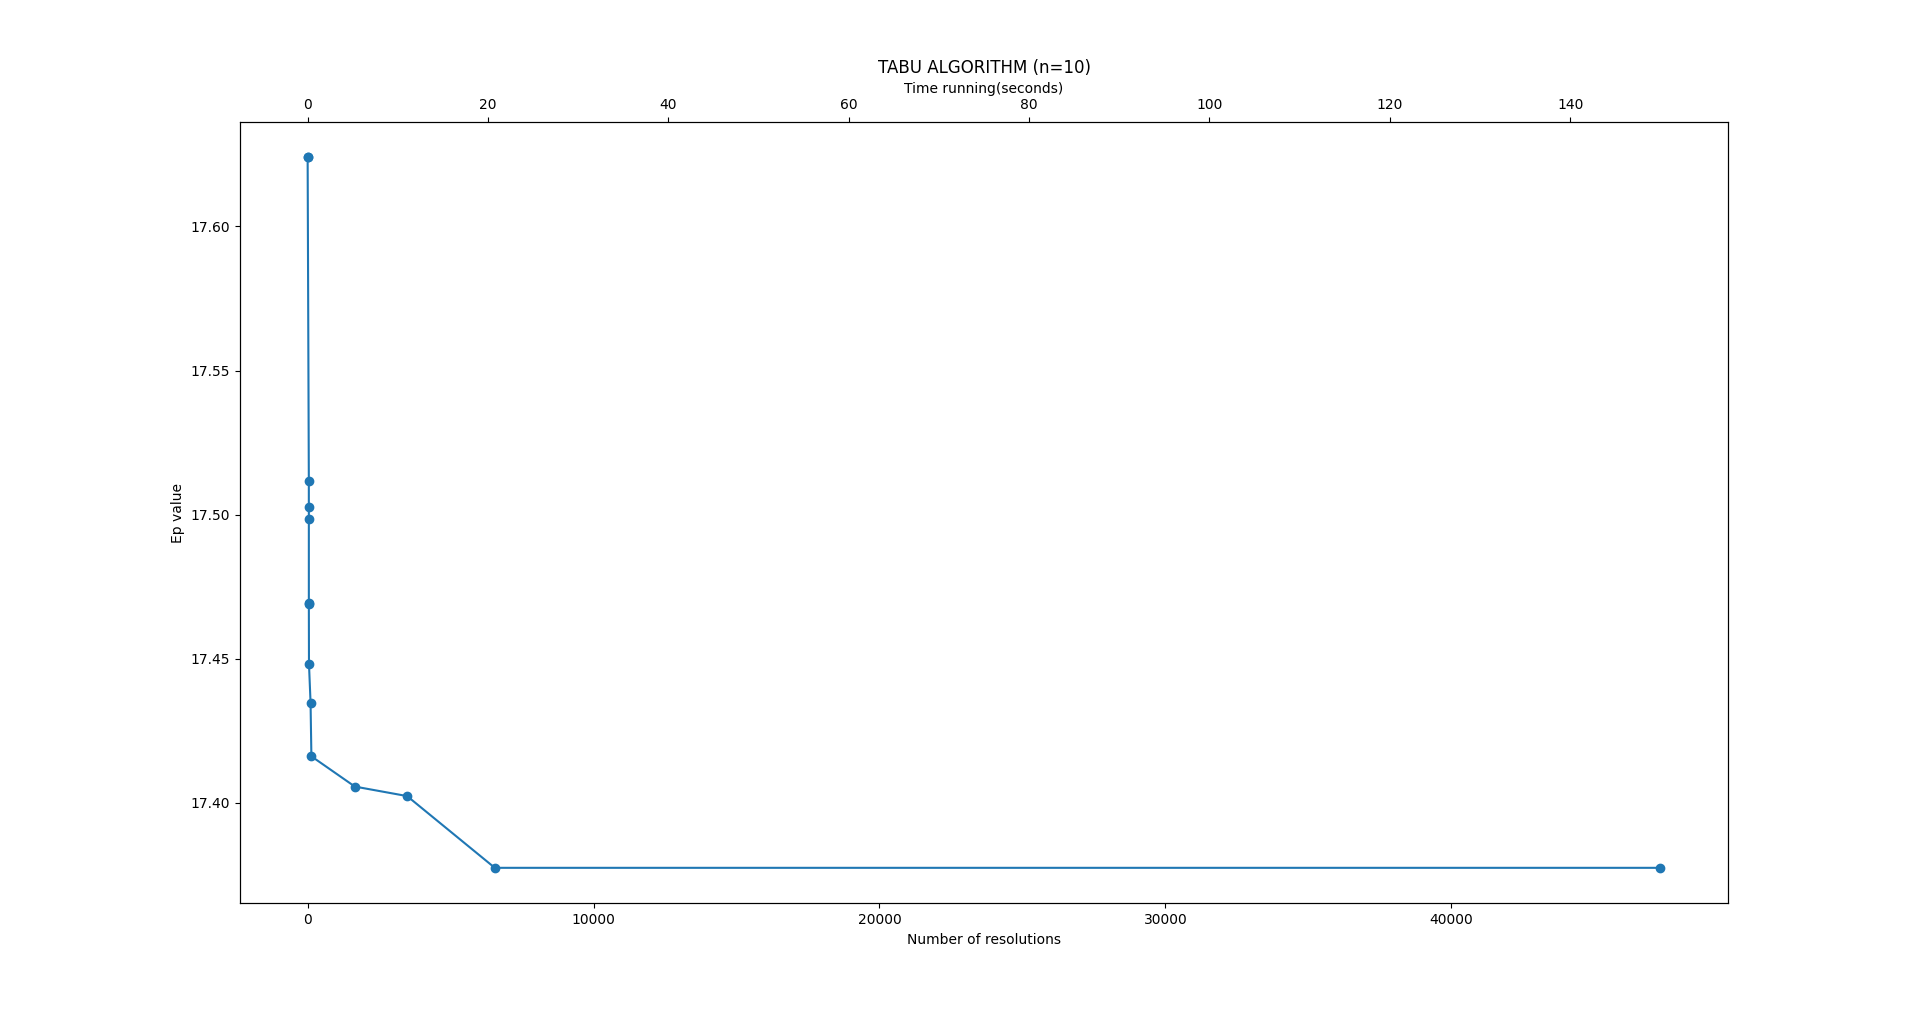 TABU ALGORITHM (n=10)
Time running(seconds)
0 20 40 60 80 100 120 140
17.60
17.55
17.50
17.45
17.40
Ep value
0 10000 20000 30000 40000
Number of resolutions